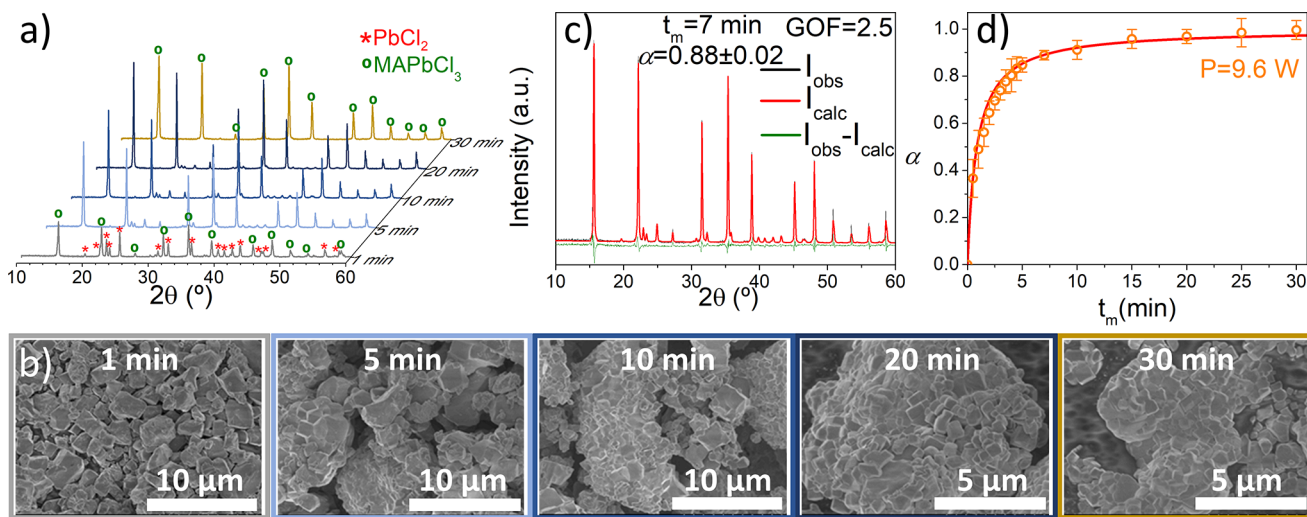 a)
*PbCl2
o MAPbCl3
30 min
20 min
10 min
5 min
1 min
10 20 30 40 50 60
2θ (º)
c)
tm=7 min GOF=2.5
α=0.88±0.02
Iobs
Icalc
Iobs-Icalc
Intensity (a.u.)
10 20 30 40 50 60
2θ (º)
d)
1.0
0.8
0.6
0.4
0.2
0.0
α
P=9.6 W
0 5 10 15 20 25 30
tm(min)
b)
1 min
10 µm
5 min
10 µm
10 min
10 µm
20 min
5 µm
30 min
5 µm